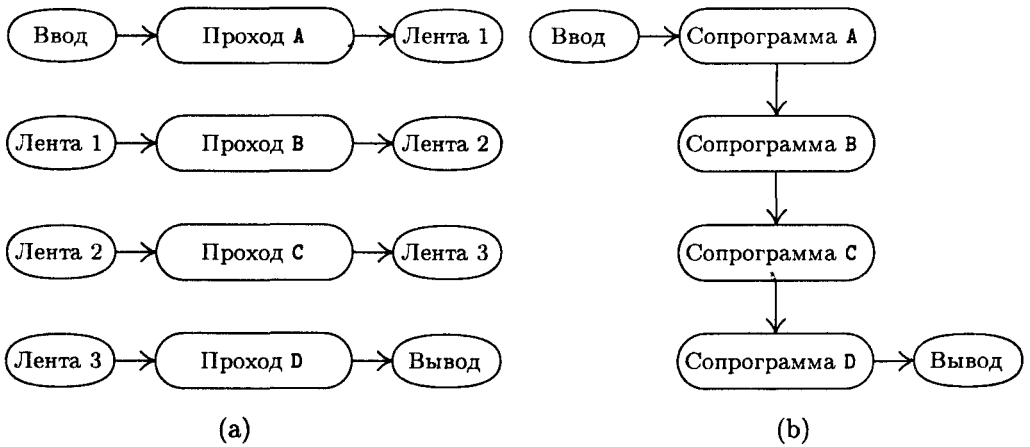 Ввод Проход A Лента 1 Ввод Сопрограмма A
Лента 1 Проход B Лента 2 Сопрограмма B
Лента 2 Проход C Лента 3 Сопрограмма C
Лента 3 Проход D Вывод Сопрограмма D Вывод
(a) (b)